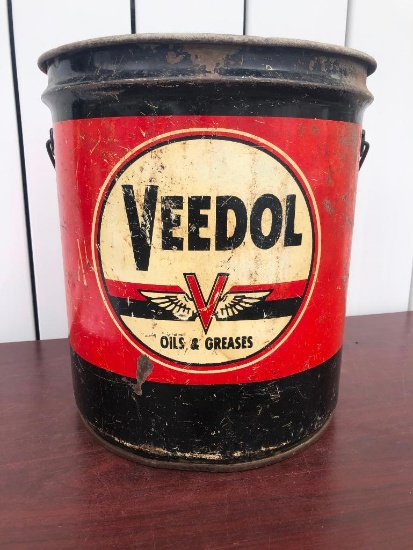 VEEDOL
V
OILS & GREASES